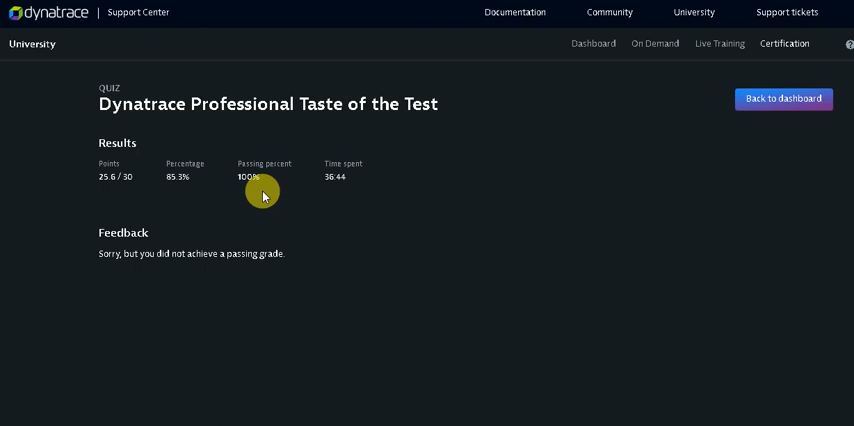 dynatrace | Support Center Documentation Community University Support tickets
University Dashboard On Demand Live Training Certification
QUIZ
Dynatrace Professional Taste of the Test
Back to dashboard
Results
Points Percentage Passing percent Time spent
25.6 / 30 85.3% 100% 36:44
Feedback
Sorry, but you did not achieve a passing grade.